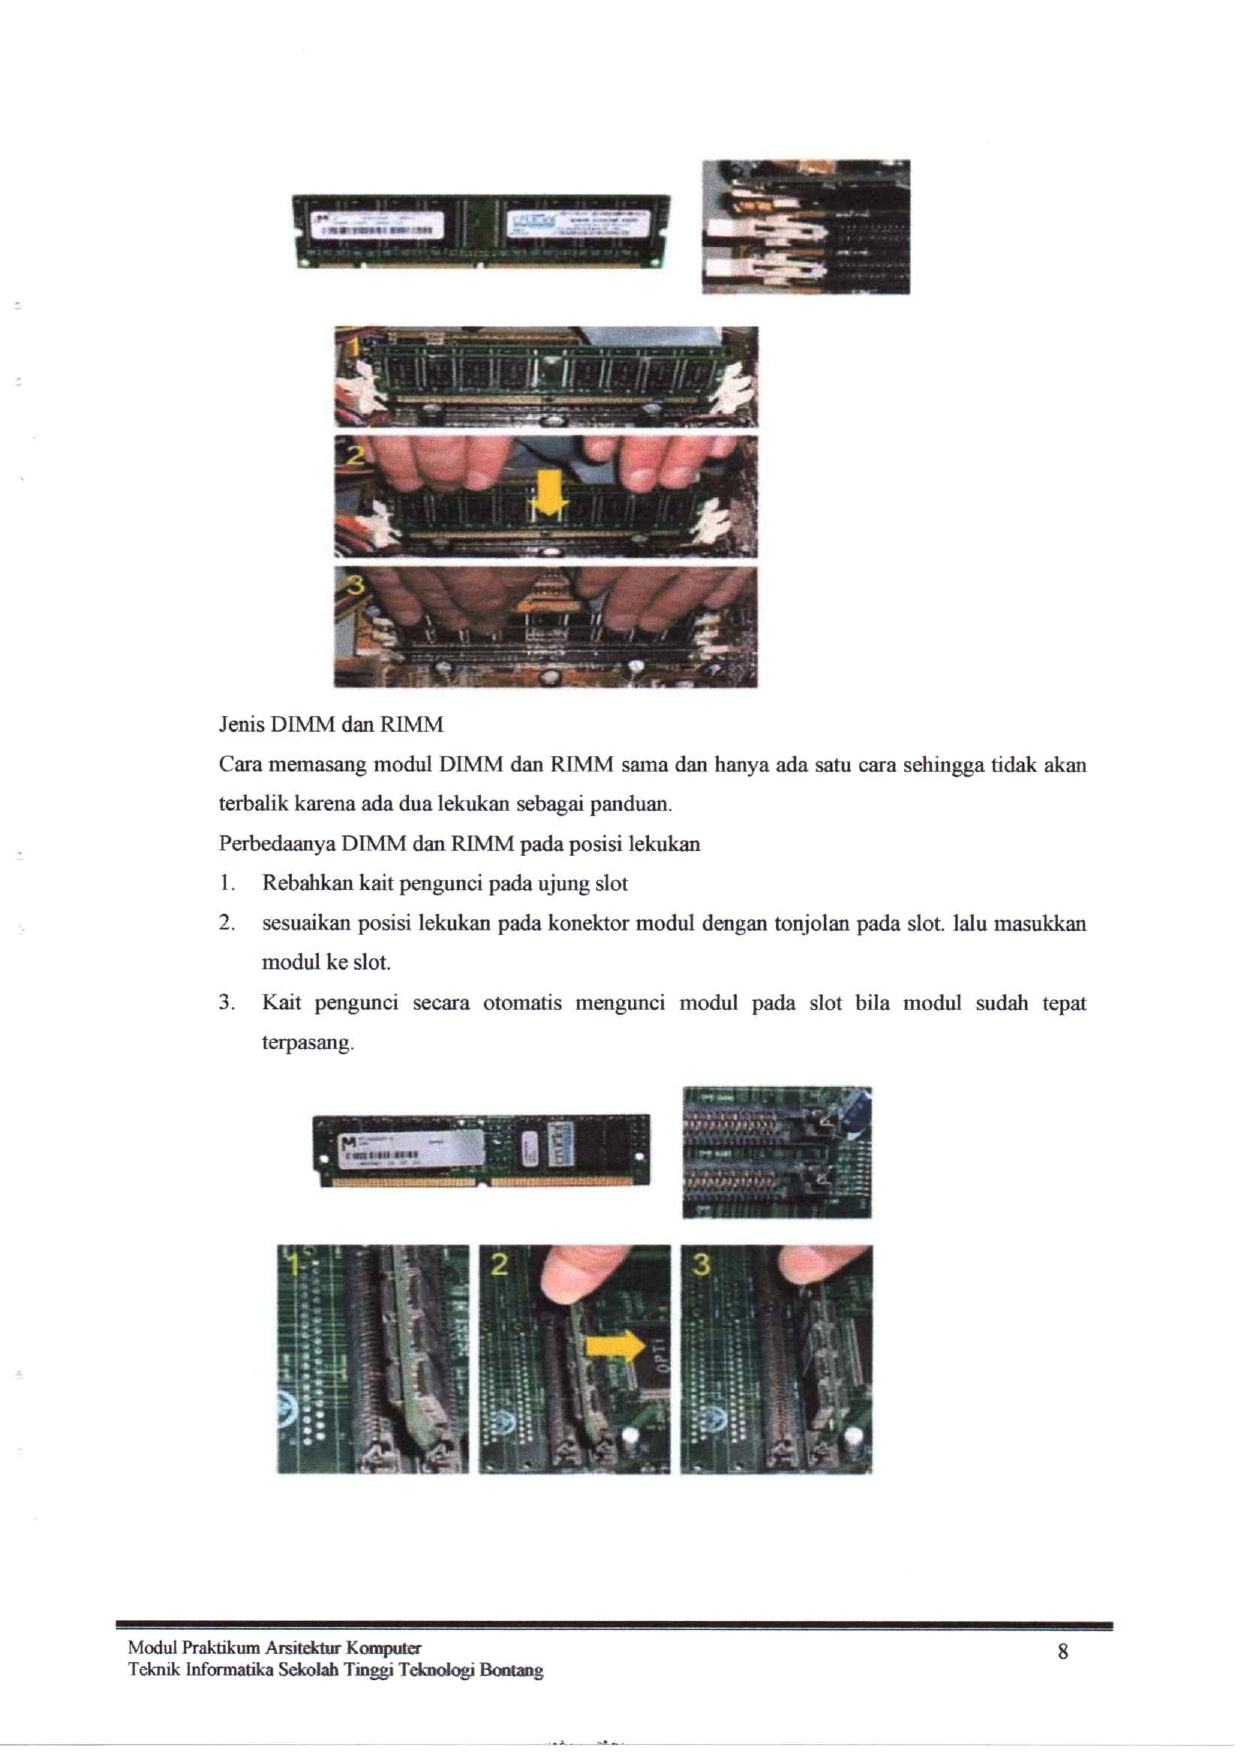 1
2
3
Jenis DIMM dan RIMM
Cara memasang modul DIMM dan RIMM sama dan hanya ada satu cara sehingga tidak akan
terbalik karena ada dua lekukan sebagai panduan.
Perbedaanya DIMM dan RIMM pada posisi lekukan
1. Rebahkan kait pengunci pada ujung slot
2. sesuaikan posisi lekukan pada konektor modul dengan tonjolan pada slot. lalu masukkan
modul ke slot.
3. Kait pengunci secara otomatis mengunci modul pada slot bila modul sudah tepat
terpasang.
1
2
3
OPTi
Modul Praktikum Arsitektur Komputer
8
Teknik Informatika Sekolah Tinggi Teknologi Bontang